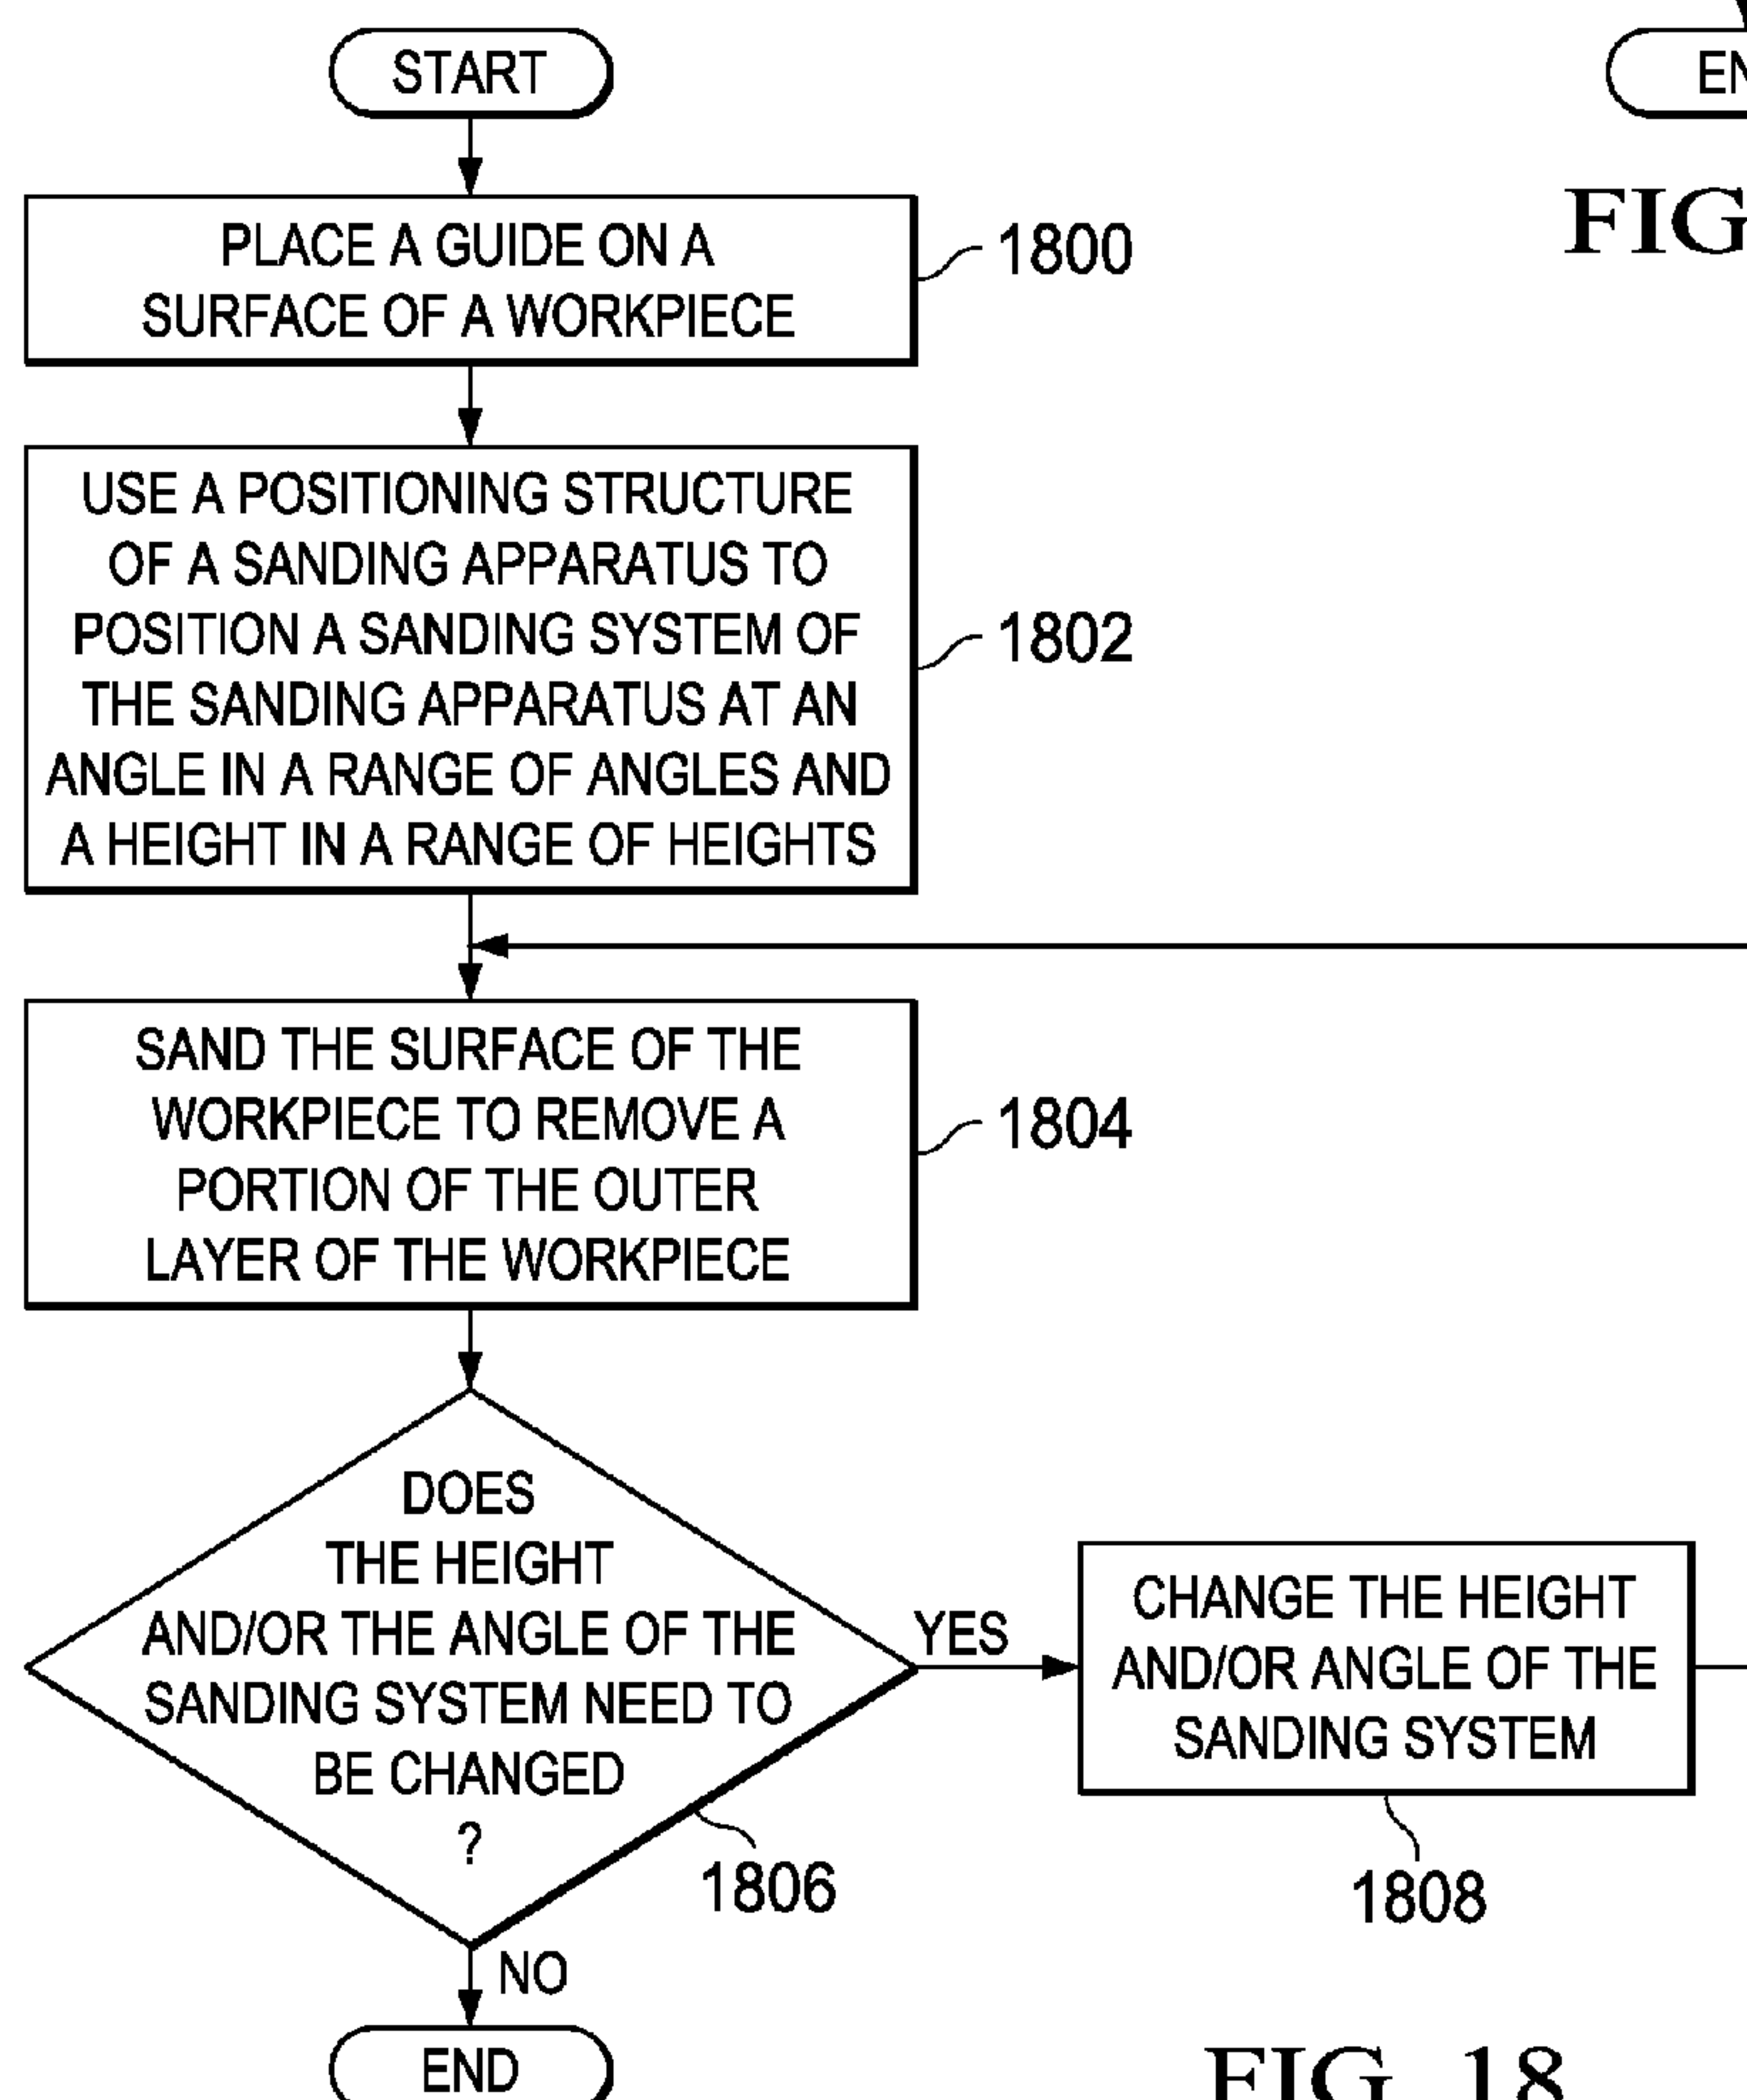 START
PLACE A GUIDE ON A
SURFACE OF A WORKPIECE
1800
USE A POSITIONING STRUCTURE
OF A SANDING APPARATUS TO
POSITION A SANDING SYSTEM OF
THE SANDING APPARATUS AT AN
ANGLE IN A RANGE OF ANGLES AND
A HEIGHT IN A RANGE OF HEIGHTS
1802
SAND THE SURFACE OF THE
WORKPIECE TO REMOVE A
PORTION OF THE OUTER
LAYER OF THE WORKPIECE
1804
DOES
THE HEIGHT
AND/OR THE ANGLE OF THE
SANDING SYSTEM NEED TO
BE CHANGED
?
1806
YES
CHANGE THE HEIGHT
AND/OR ANGLE OF THE
SANDING SYSTEM
1808
NO
END
FIG. 18
FIG